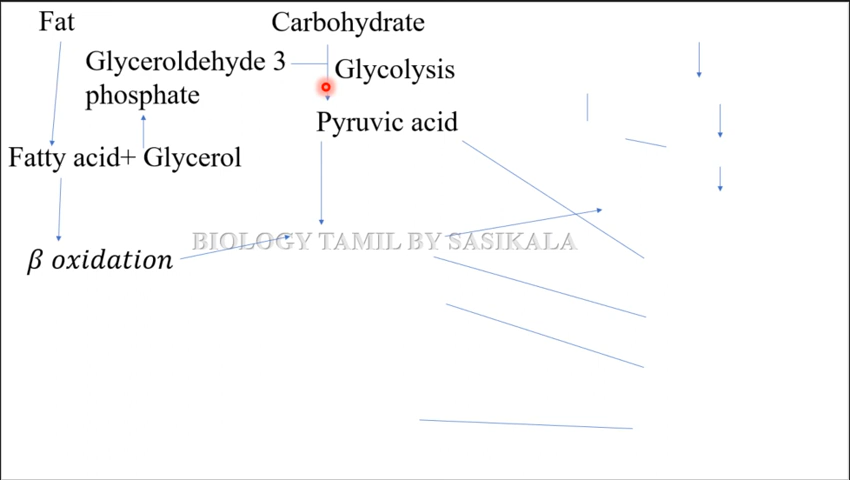 Fat
Carbohydrate
Glyceroldehyde 3
phosphate
Glycolysis
Pyruvic acid
Fatty acid+ Glycerol
BIOLOGY TAMIL BY SASIKALA
β oxidation